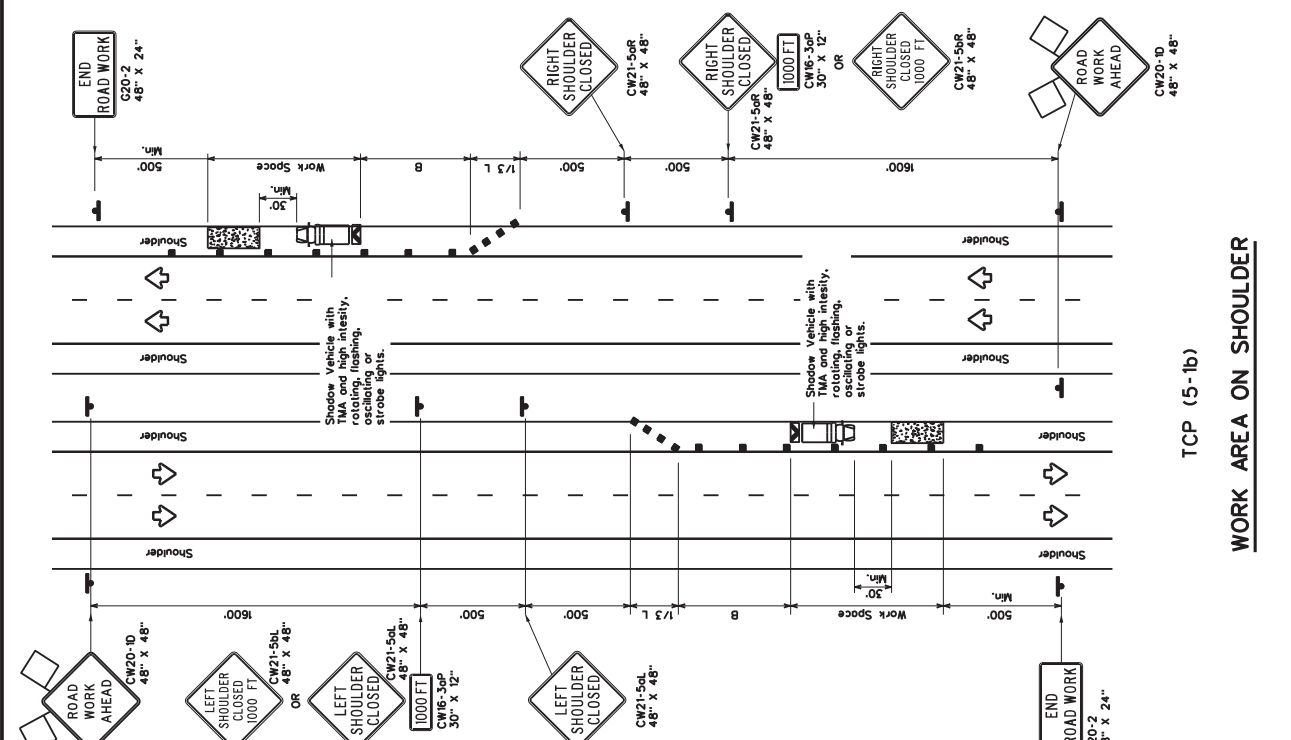 END
ROAD WORK
G20-2
48" X 24"
RIGHT
SHOULDER
CLOSED
CW21-5aR
48" X 48"
RIGHT
SHOULDER
CLOSED
CW21-5aR
48" X 48"
1000 FT
CW16-3aP
30" X 12"
OR
RIGHT
SHOULDER
CLOSED
1000 FT
CW21-5bR
48" X 48"
ROAD
WORK
AHEAD
CW20-1D
48" X 48"
500'
Min.
Work Space
B
1/3 L
500'
500'
1600'
30'
Min.
Shoulder
Shoulder
Shoulder
Shoulder
Shadow Vehicle with
TMA and high intesity,
rotating, flashing,
oscillating or
strobe lights.
Shadow Vehicle with
TMA and high intensity,
rotating, flashing,
oscillating or
strobe lights.
Shoulder
Shoulder
Shoulder
Shoulder
30'
Min.
1600'
500'
500'
1/3 L
B
Work Space
500'
Min.
ROAD
WORK
AHEAD
CW20-1D
48" X 48"
LEFT
SHOULDER
CLOSED
1000 FT
CW21-5bL
48" X 48"
OR
LEFT
SHOULDER
CLOSED
CW21-5aL
48" X 48"
1000 FT
CW16-3aP
30" X 12"
LEFT
SHOULDER
CLOSED
CW21-5aL
48" X 48"
END
ROAD WORK
20-2
8" X 24"
TCP (5-1b)
WORK AREA ON SHOULDER